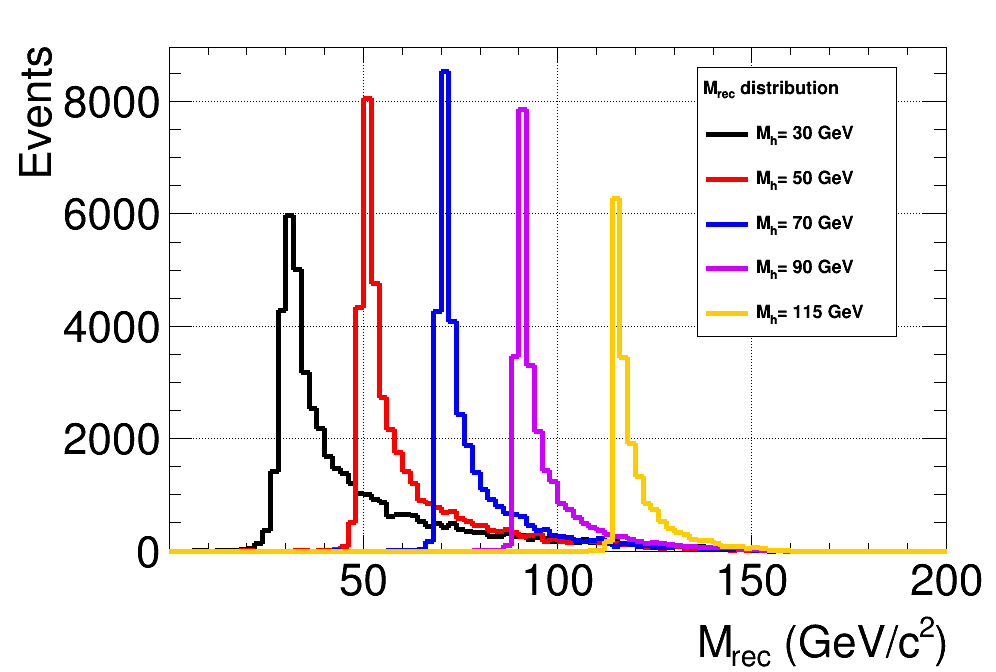 Events
8000
6000
4000
2000
0
50
100
150
200
M_rec (GeV/c²)
M_rec distribution
M_h= 30 GeV
M_h= 50 GeV
M_h= 70 GeV
M_h= 90 GeV
M_h= 115 GeV